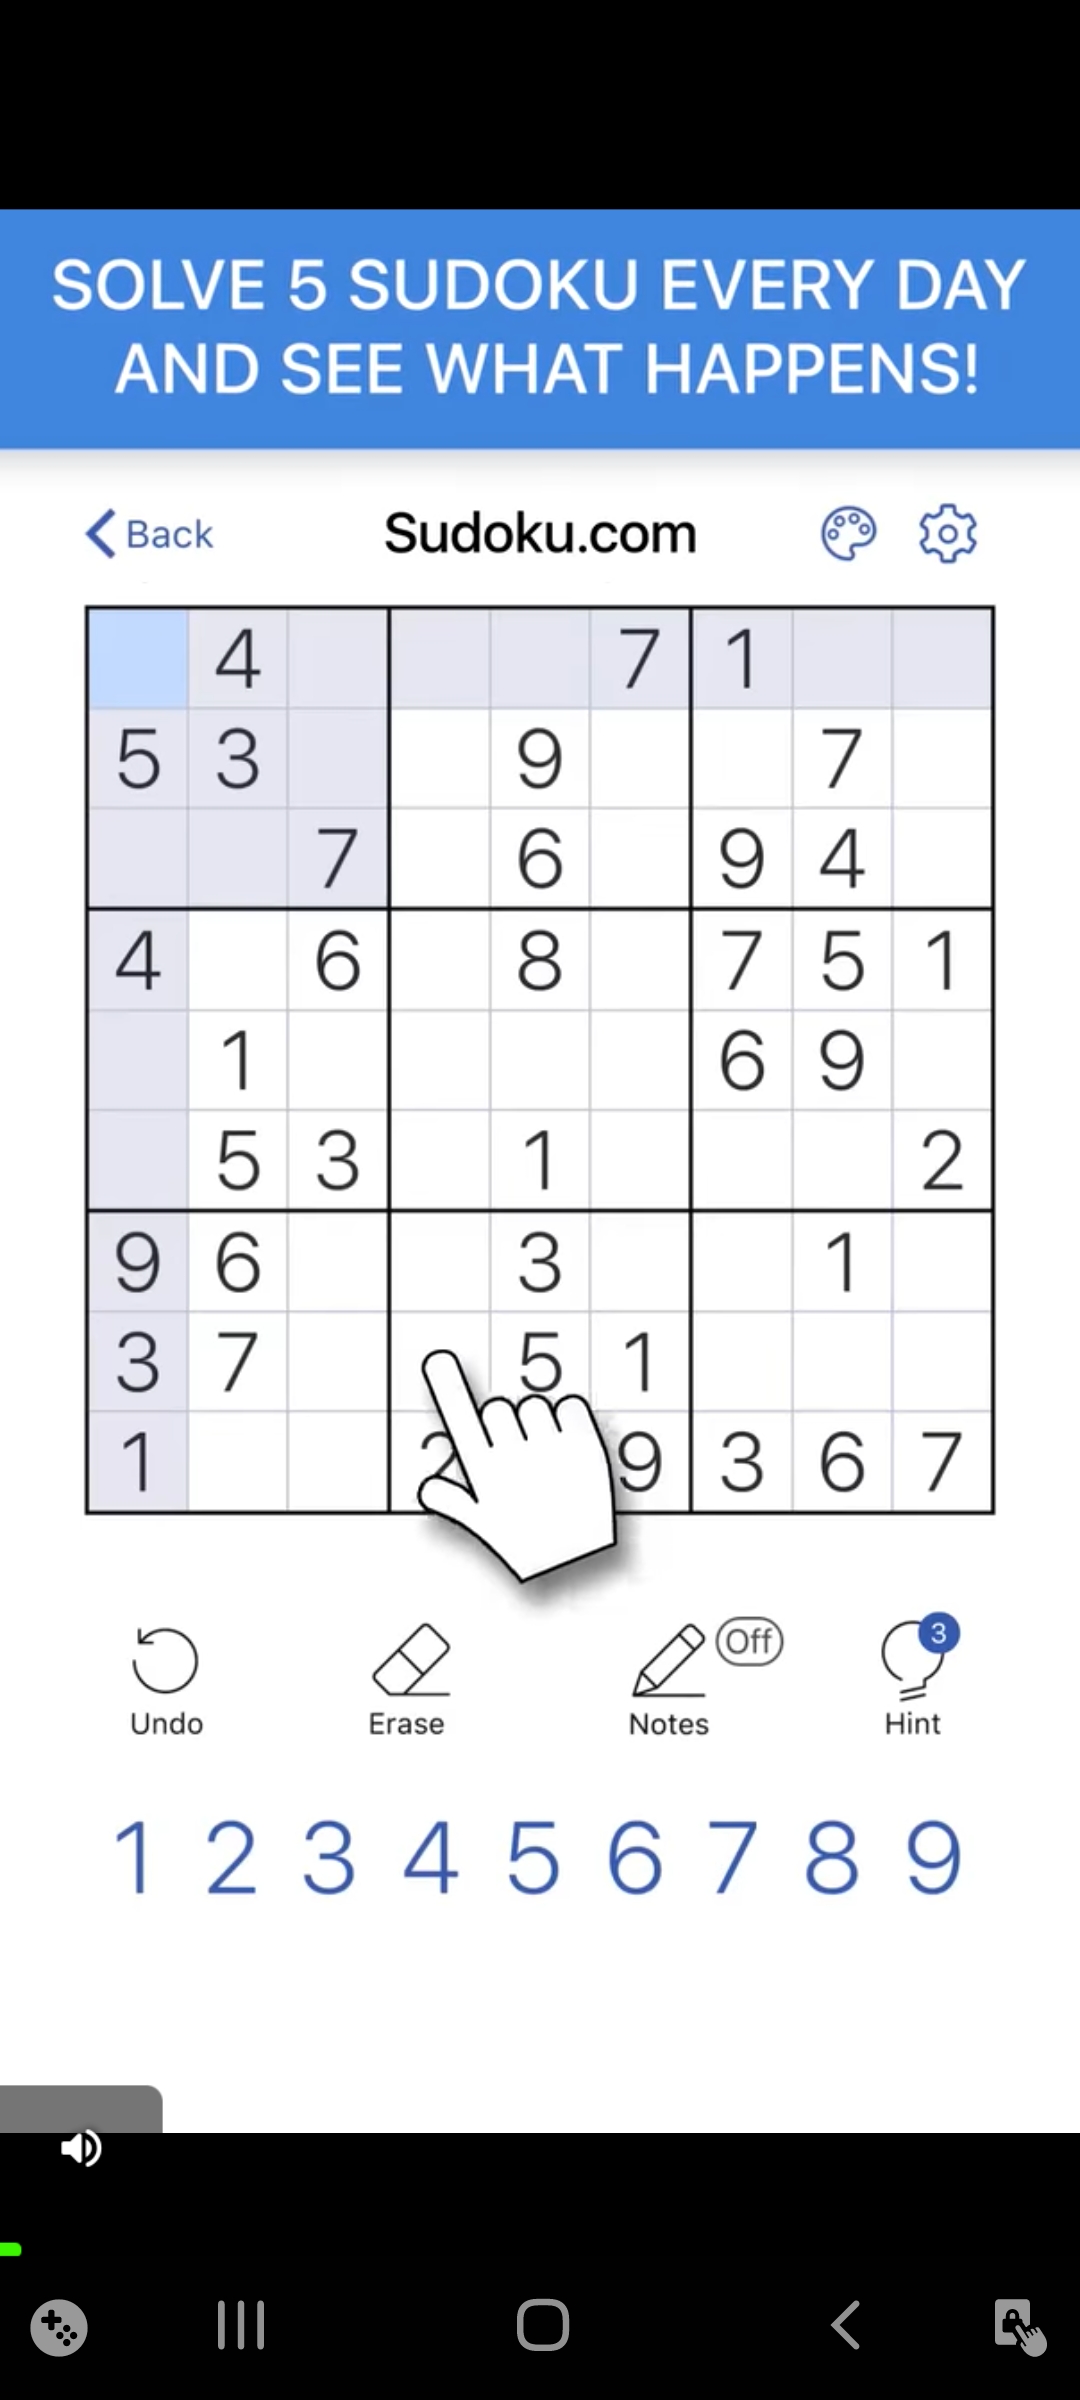 SOLVE 5 SUDOKU EVERY DAY
AND SEE WHAT HAPPENS!
Back Sudoku.com
4 7 1
5 3 9 7
7 6 9 4
4 6 8 7 5 1
1 6 9
5 3 1 2
9 6 3 1
3 7 5 1
1 2 9 3 6 7
Off 3
Undo Erase Notes Hint
1 2 3 4 5 6 7 8 9